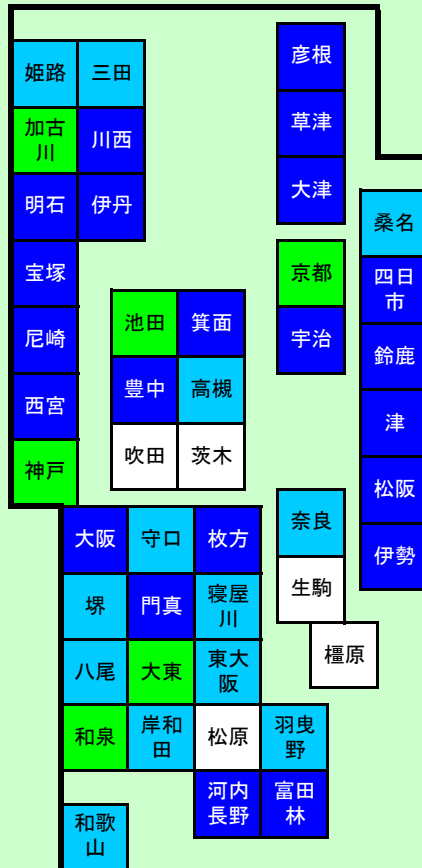 姫路
三田
加古
川
川西
明石
伊丹
宝塚
尼崎
西宮
神戸
池田
箕面
豊中
高槻
吹田
茨木
彦根
草津
大津
京都
宇治
桑名
四日
市
鈴鹿
津
松阪
伊勢
奈良
生駒
橿原
大阪
守口
枚方
堺
門真
寝屋
川
八尾
大東
東大
阪
和泉
岸和
田
松原
羽曳
野
河内
長野
富田
林
和歌
山